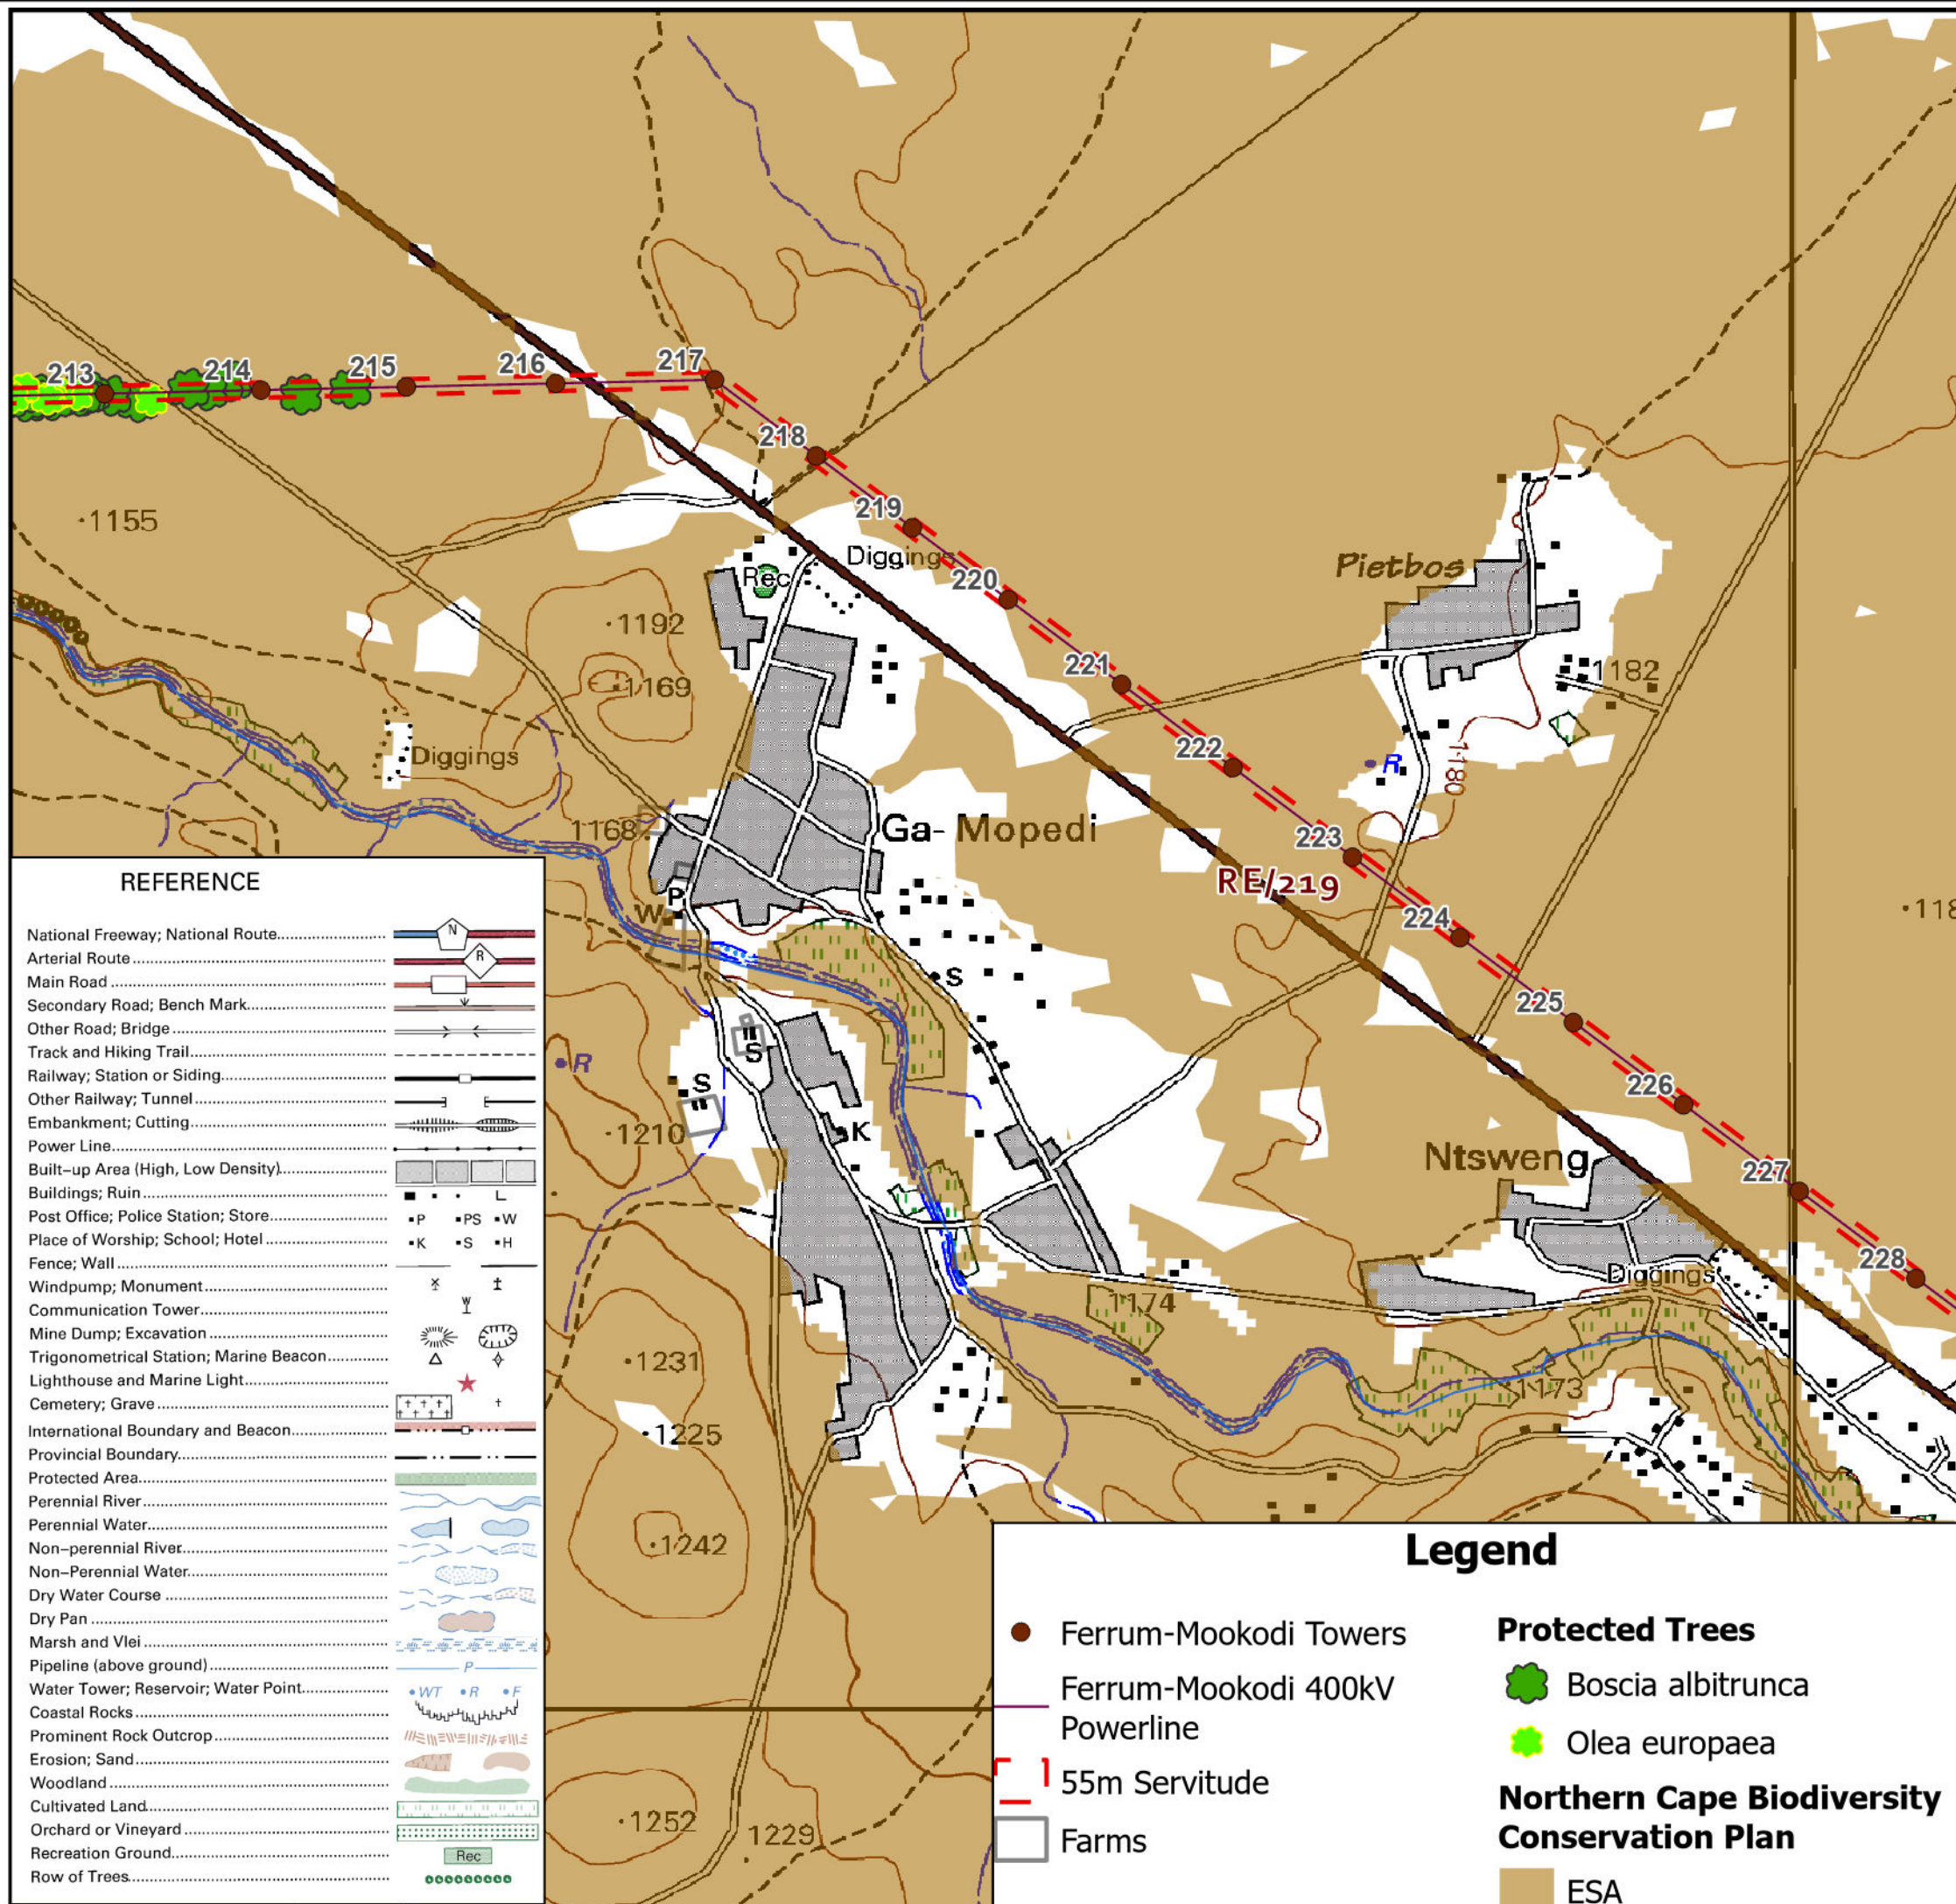 213
214
215
216
217
218
219
220
221
222
223
224
225
226
227
228
1155
Rec
Diggings
Pietbos
1192
1169
1182
Diggings
R
1180
1168
Ga-Mopedi
RE/219
P
W
S
118
S
R
S
1210
K
Ntsweng
Diggings
1174
1173
1231
1225
1242
1252
1229
REFERENCE
National Freeway; National Route
N
Arterial Route
R
Main Road
Secondary Road; Bench Mark
Other Road; Bridge
Track and Hiking Trail
Railway; Station or Siding
Other Railway; Tunnel
Embankment; Cutting
Power Line
Built-up Area (High, Low Density)
Buildings; Ruin
Post Office; Police Station; Store
P PS W
Place of Worship; School; Hotel
K S H
Fence; Wall
Windpump; Monument
Communication Tower
Mine Dump; Excavation
Trigonometrical Station; Marine Beacon
Lighthouse and Marine Light
Cemetery; Grave
International Boundary and Beacon
Provincial Boundary
Protected Area
Perennial River
Perennial Water
Non-perennial River
Non-Perennial Water
Dry Water Course
Dry Pan
Marsh and Vlei
Pipeline (above ground)
P
Water Tower; Reservoir; Water Point
WT R F
Coastal Rocks
Prominent Rock Outcrop
Erosion; Sand
Woodland
Cultivated Land
Orchard or Vineyard
Recreation Ground
Rec
Row of Trees
Legend
Ferrum-Mookodi Towers
Ferrum-Mookodi 400kV
Powerline
55m Servitude
Farms
Protected Trees
Boscia albitrunca
Olea europaea
Northern Cape Biodiversity
Conservation Plan
ESA